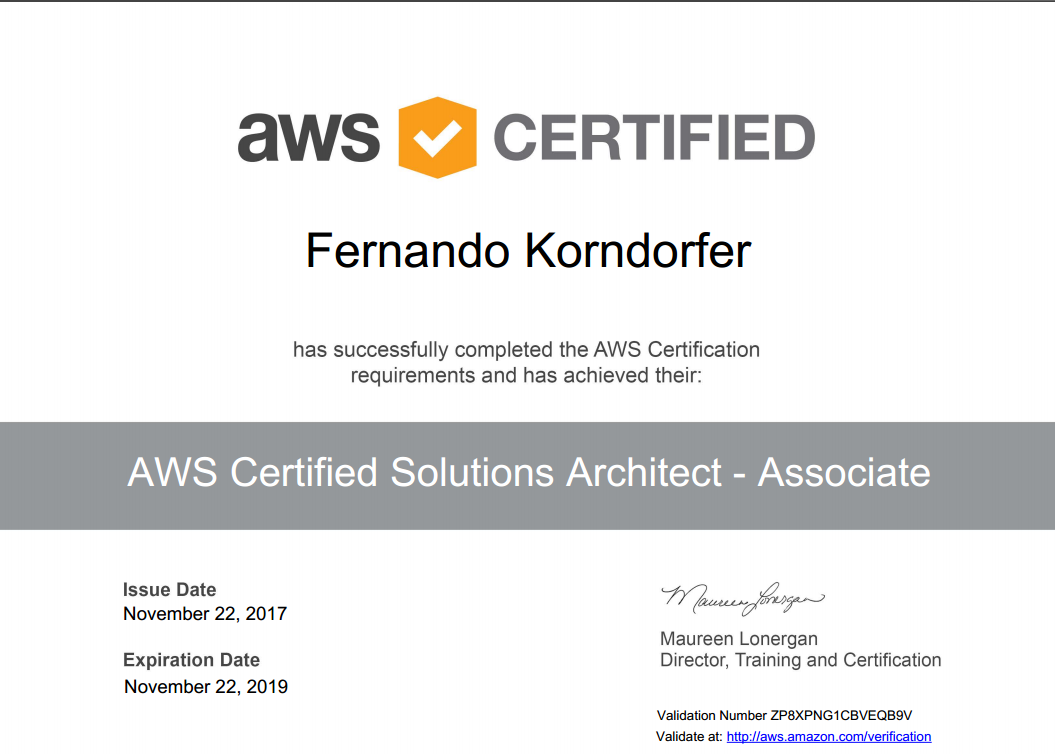 aws CERTIFIED
Fernando Korndorfer
has successfully completed the AWS Certification
requirements and has achieved their:
AWS Certified Solutions Architect - Associate
Issue Date
November 22, 2017
Expiration Date
November 22, 2019
Maureen Lonergan
Maureen Lonergan
Director, Training and Certification
Validation Number ZP8XPNG1CBVEQB9V
Validate at: http://aws.amazon.com/verification